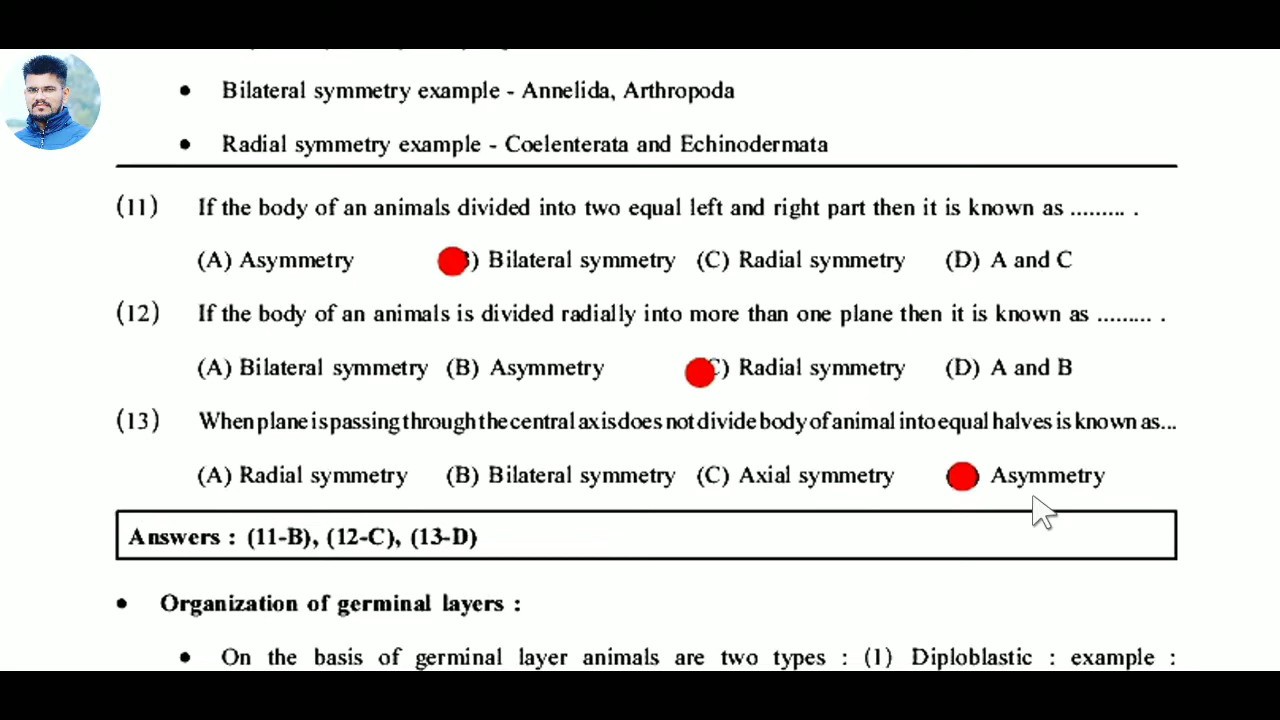 • Bilateral symmetry example - Annelida, Arthropoda
• Radial symmetry example - Coelenterata and Echinodermata
(11) If the body of an animals divided into two equal left and right part then it is known as ......... .
(A) Asymmetry ) Bilateral symmetry (C) Radial symmetry (D) A and C
(12) If the body of an animals is divided radially into more than one plane then it is known as ......... .
(A) Bilateral symmetry (B) Asymmetry ) Radial symmetry (D) A and B
(13) When plane is passing through the central axis does not divide body of animal into equal halves is known as...
(A) Radial symmetry (B) Bilateral symmetry (C) Axial symmetry Asymmetry
Answers : (11-B), (12-C), (13-D)
• Organization of germinal layers :
• On the basis of germinal layer animals are two types : (1) Diploblastic : example :